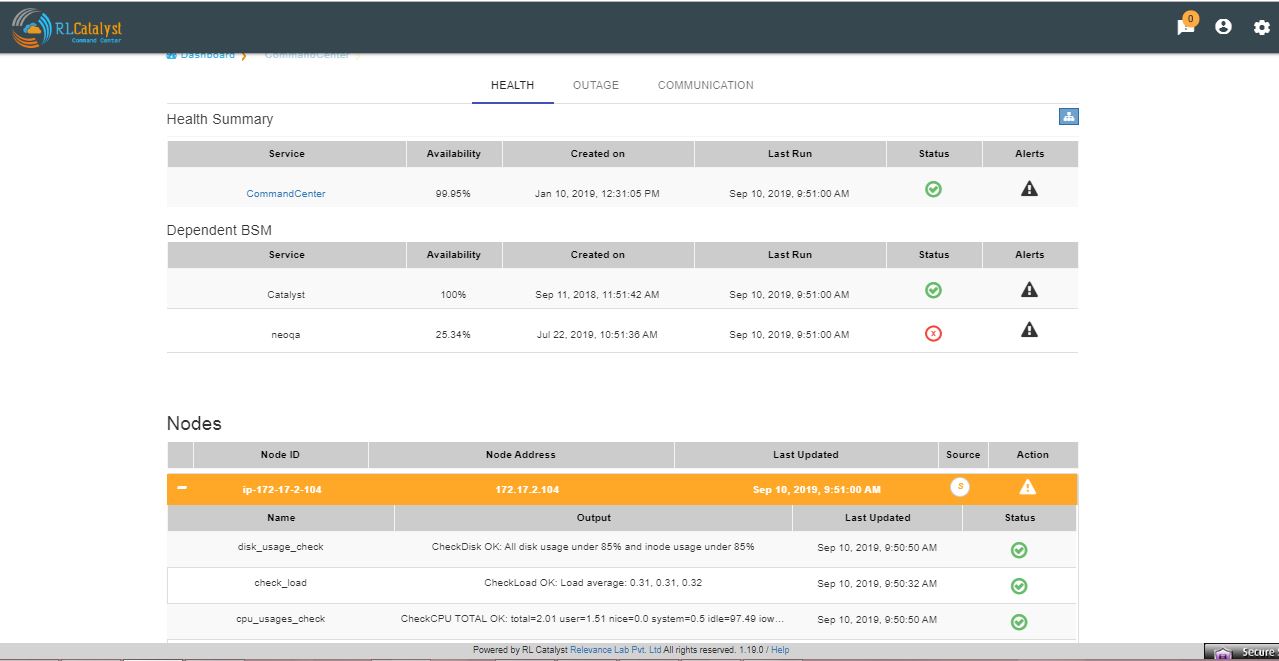 RLCatalyst
Command Center
0
Dashboard CommandCenter
HEALTH OUTAGE COMMUNICATION
Health Summary
Service Availability Created on Last Run Status Alerts
CommandCenter 99.95% Jan 10, 2019, 12:31:05 PM Sep 10, 2019, 9:51:00 AM
Dependent BSM
Service Availability Created on Last Run Status Alerts
Catalyst 100% Sep 11, 2018, 11:51:42 AM Sep 10, 2019, 9:51:00 AM
neoqa 25.34% Jul 22, 2019, 10:51:36 AM Sep 10, 2019, 9:51:00 AM
Nodes
Node ID Node Address Last Updated Source Action
ip-172-17-2-104 172.17.2.104 Sep 10, 2019, 9:51:00 AM S
Name Output Last Updated Status
disk_usage_check CheckDisk OK: All disk usage under 85% and inode usage under 85% Sep 10, 2019, 9:50:50 AM
check_load CheckLoad OK: Load average: 0.31, 0.31, 0.32 Sep 10, 2019, 9:50:32 AM
cpu_usages_check CheckCPU TOTAL OK: total=2.01 user=1.51 nice=0.0 system=0.5 idle=97.49 iow... Sep 10, 2019, 9:50:50 AM
Powered by RL Catalyst Relevance Lab Pvt. Ltd All rights reserved. 1.19.0 / Help
Secure